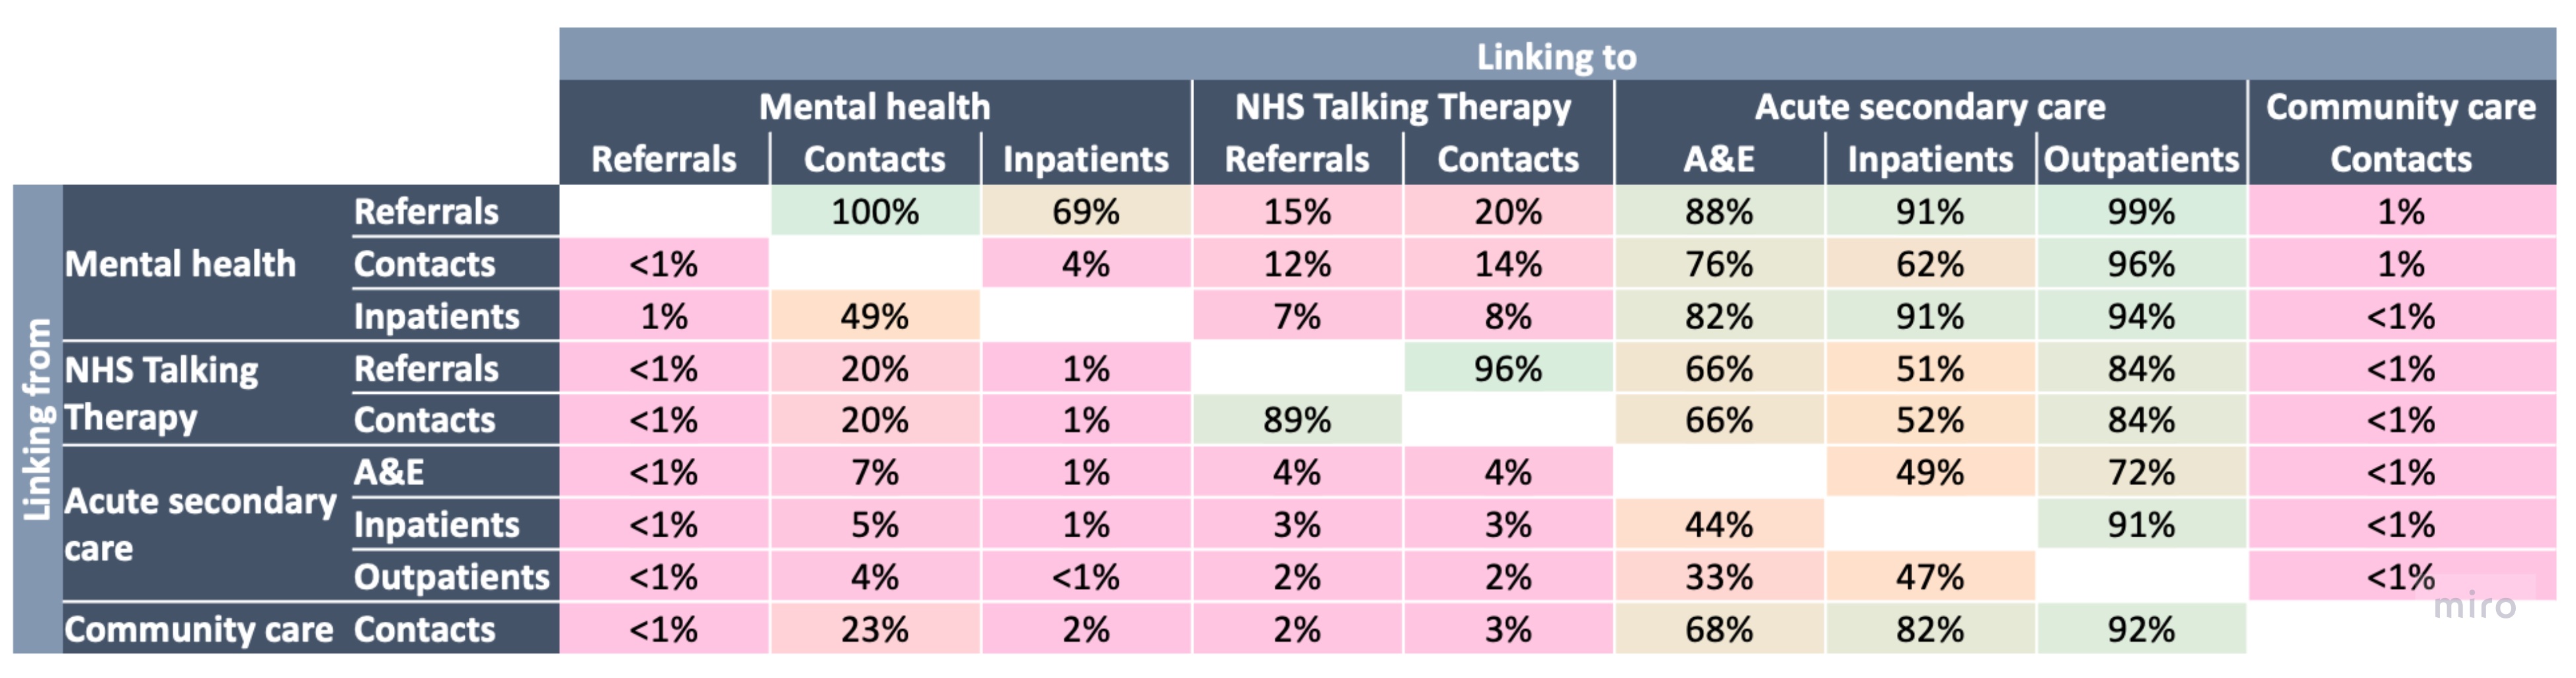 Linking to
Mental health NHS Talking Therapy Acute secondary care Community care
Referrals Contacts Inpatients Referrals Contacts A&E Inpatients Outpatients Contacts
Linking from
Mental health
Referrals 100% 69% 15% 20% 88% 91% 99% 1%
Contacts <1% 4% 12% 14% 76% 62% 96% 1%
Inpatients 1% 49% 7% 8% 82% 91% 94% <1%
NHS Talking
Therapy
Referrals <1% 20% 1% 96% 66% 51% 84% <1%
Contacts <1% 20% 1% 89% 66% 52% 84% <1%
Acute secondary
care
A&E <1% 7% 1% 4% 4% 49% 72% <1%
Inpatients <1% 5% 1% 3% 3% 44% 91% <1%
Outpatients <1% 4% <1% 2% 2% 33% 47% <1%
Community care Contacts <1% 23% 2% 2% 3% 68% 82% 92%
miro